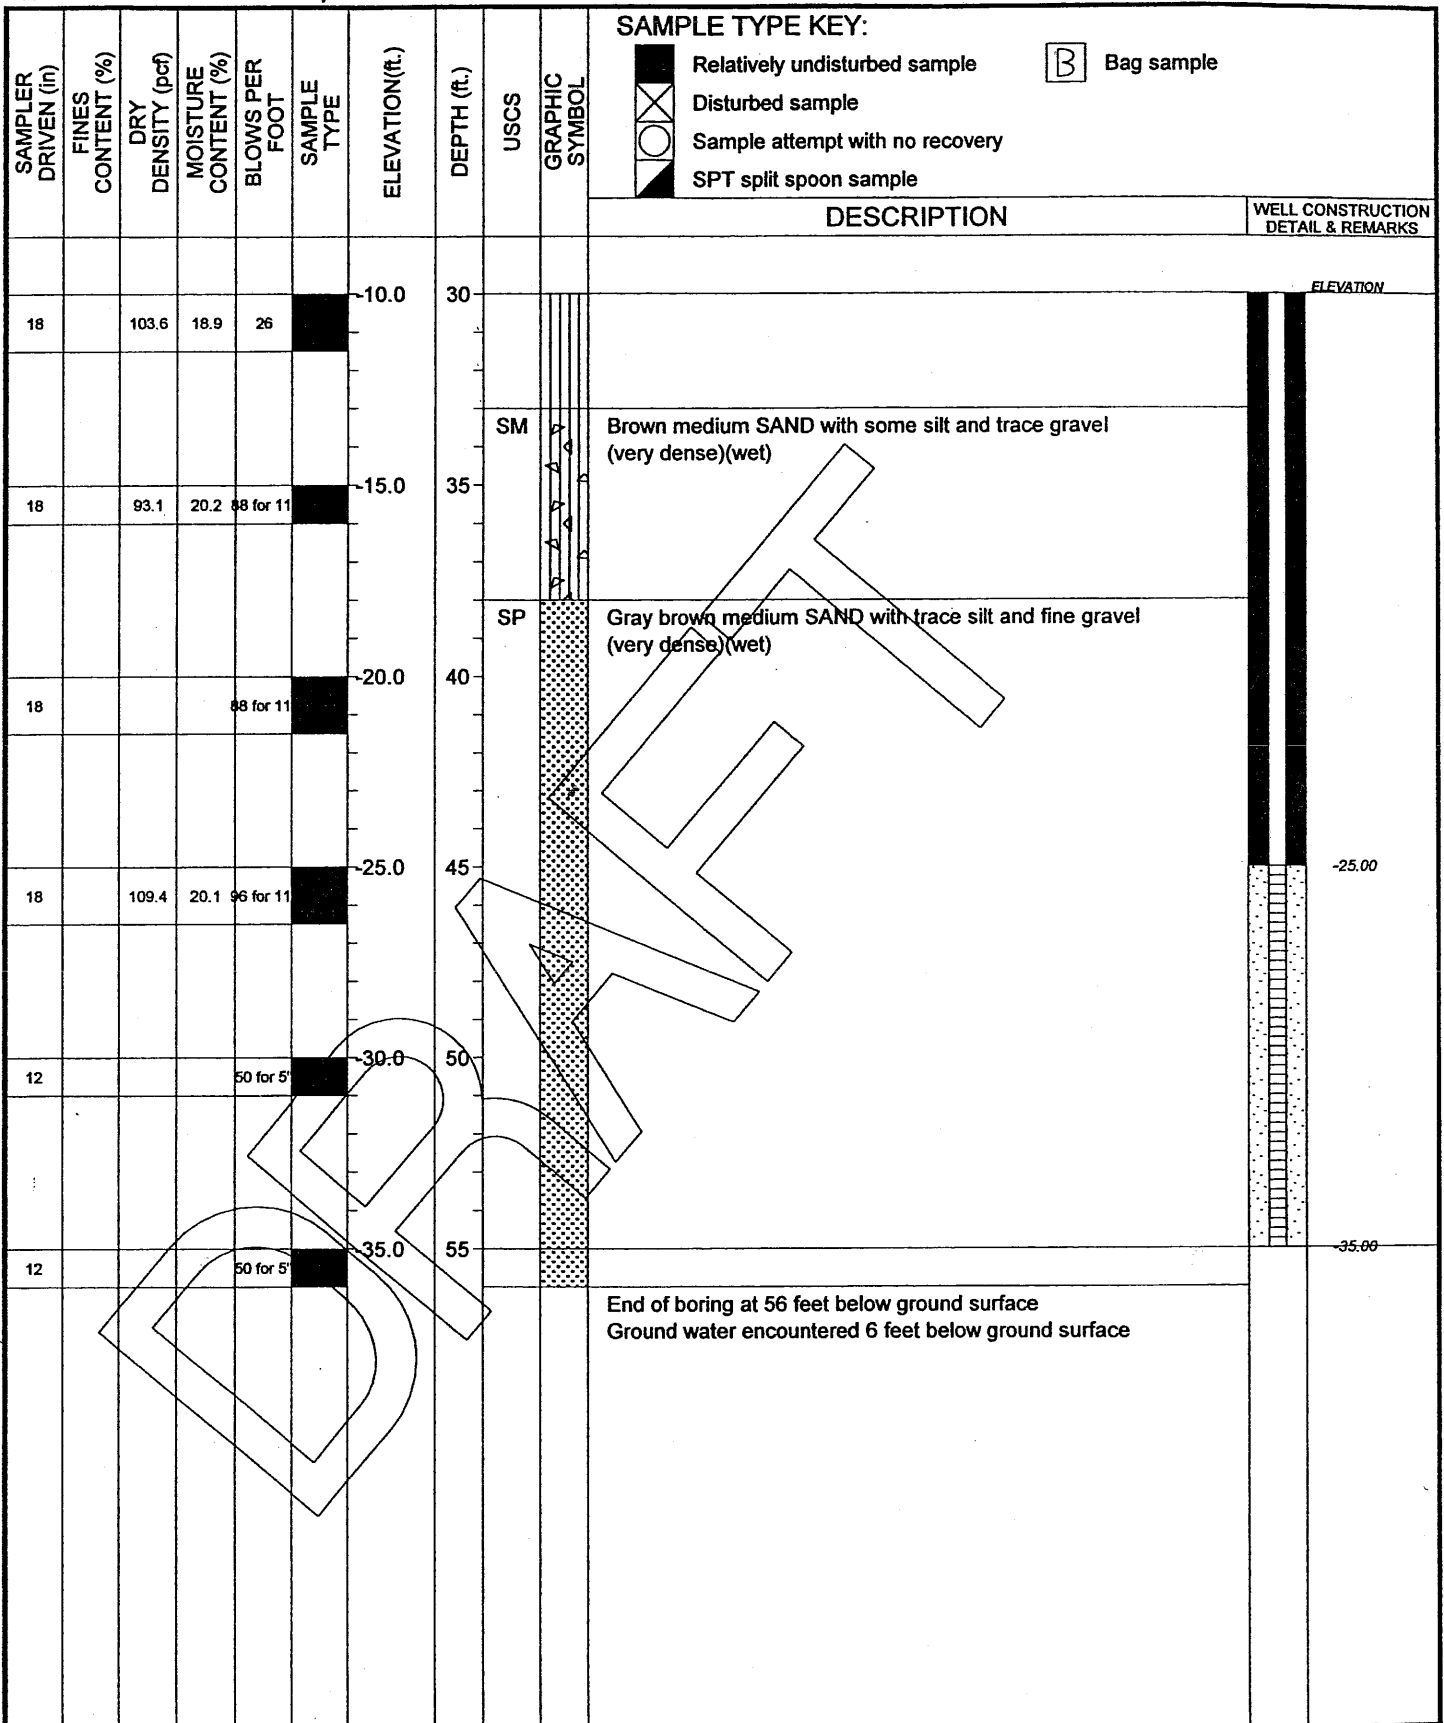 SAMPLE TYPE KEY:
Relatively undisturbed sample
B Bag sample
Disturbed sample
Sample attempt with no recovery
SPT split spoon sample
SAMPLER DRIVEN (in)
FINES CONTENT (%)
DRY DENSITY (pcf)
MOISTURE CONTENT (%)
BLOWS PER FOOT
SAMPLE TYPE
ELEVATION(ft.)
DEPTH (ft.)
USCS
GRAPHIC SYMBOL
DESCRIPTION
WELL CONSTRUCTION
DETAIL & REMARKS
ELEVATION
-10.0 30
18 103.6 18.9 26
SM Brown medium SAND with some silt and trace gravel
(very dense)(wet)
-15.0 35
18 93.1 20.2 88 for 11
SP Gray brown medium SAND with trace silt and fine gravel
(very dense)(wet)
-20.0 40
18 88 for 11
-25.0 45 -25.00
18 109.4 20.1 96 for 11
-30.0 50
12 50 for 5"
-35.0 55 -35.00
12 50 for 5"
End of boring at 56 feet below ground surface
Ground water encountered 6 feet below ground surface
DRAFT